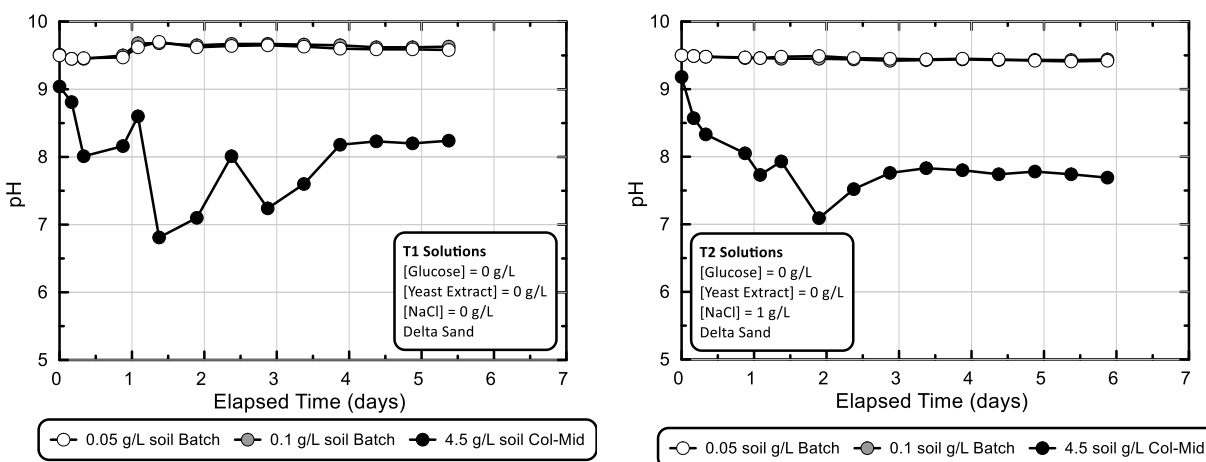 10
9
8
7
6
5
pH
T1 Solutions
[Glucose] = 0 g/L
[Yeast Extract] = 0 g/L
[NaCl] = 0 g/L
Delta Sand
0 1 2 3 4 5 6 7
Elapsed Time (days)
0.05 g/L soil Batch 0.1 g/L soil Batch 4.5 g/L soil Col-Mid
10
9
8
7
6
5
pH
T2 Solutions
[Glucose] = 0 g/L
[Yeast Extract] = 0 g/L
[NaCl] = 1 g/L
Delta Sand
0 1 2 3 4 5 6 7
Elapsed Time (days)
0.05 soil g/L Batch 0.1 soil g/L Batch 4.5 soil g/L Col-Mid